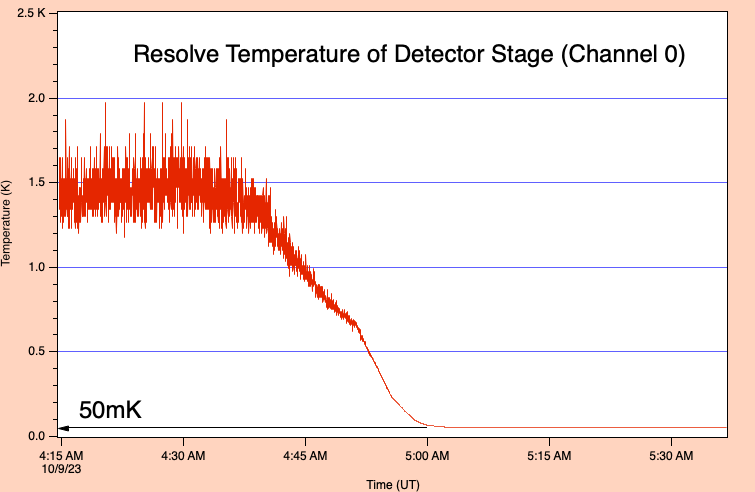 2.5 K
Resolve Temperature of Detector Stage (Channel 0)
2.0
1.5
Temperature (K)
1.0
0.5
50mK
0.0
4:15 AM 4:30 AM 4:45 AM 5:00 AM 5:15 AM 5:30 AM
10/9/23
Time (UT)